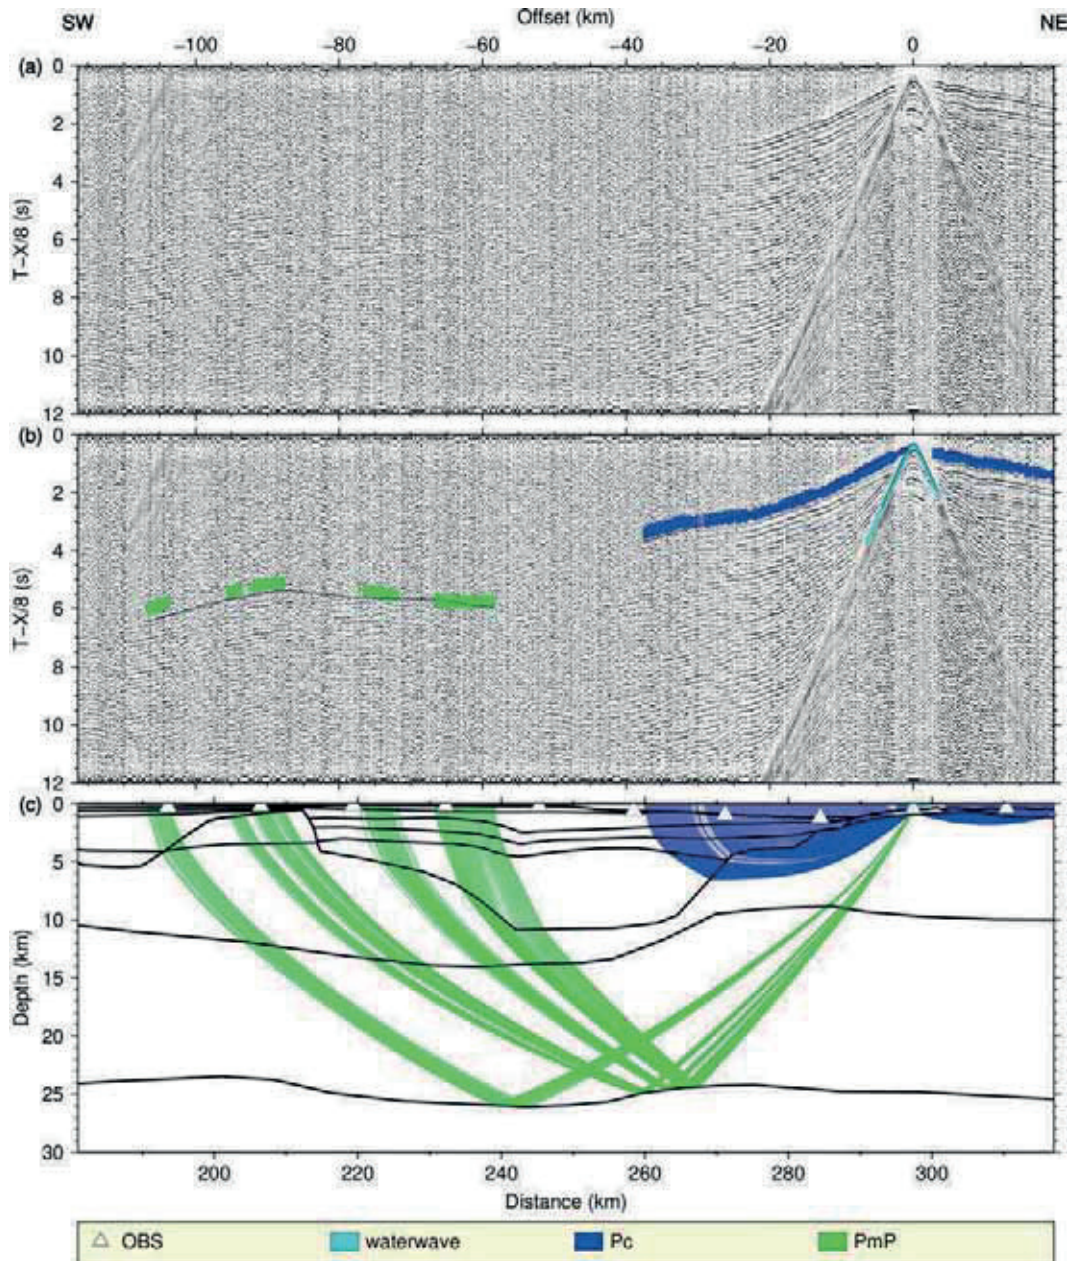 SW Offset (km) NE
−100 −80 −60 −40 −20 0
(a) 0
2
4
T−X/8 (s)
6
8
10
12
(b) 0
2
4
T−X/8 (s)
6
8
10
12
(c) 0
5
10
Depth (km)
15
20
25
30
200 220 240 260 280 300
Distance (km)
OBS waterwave Pc PmP